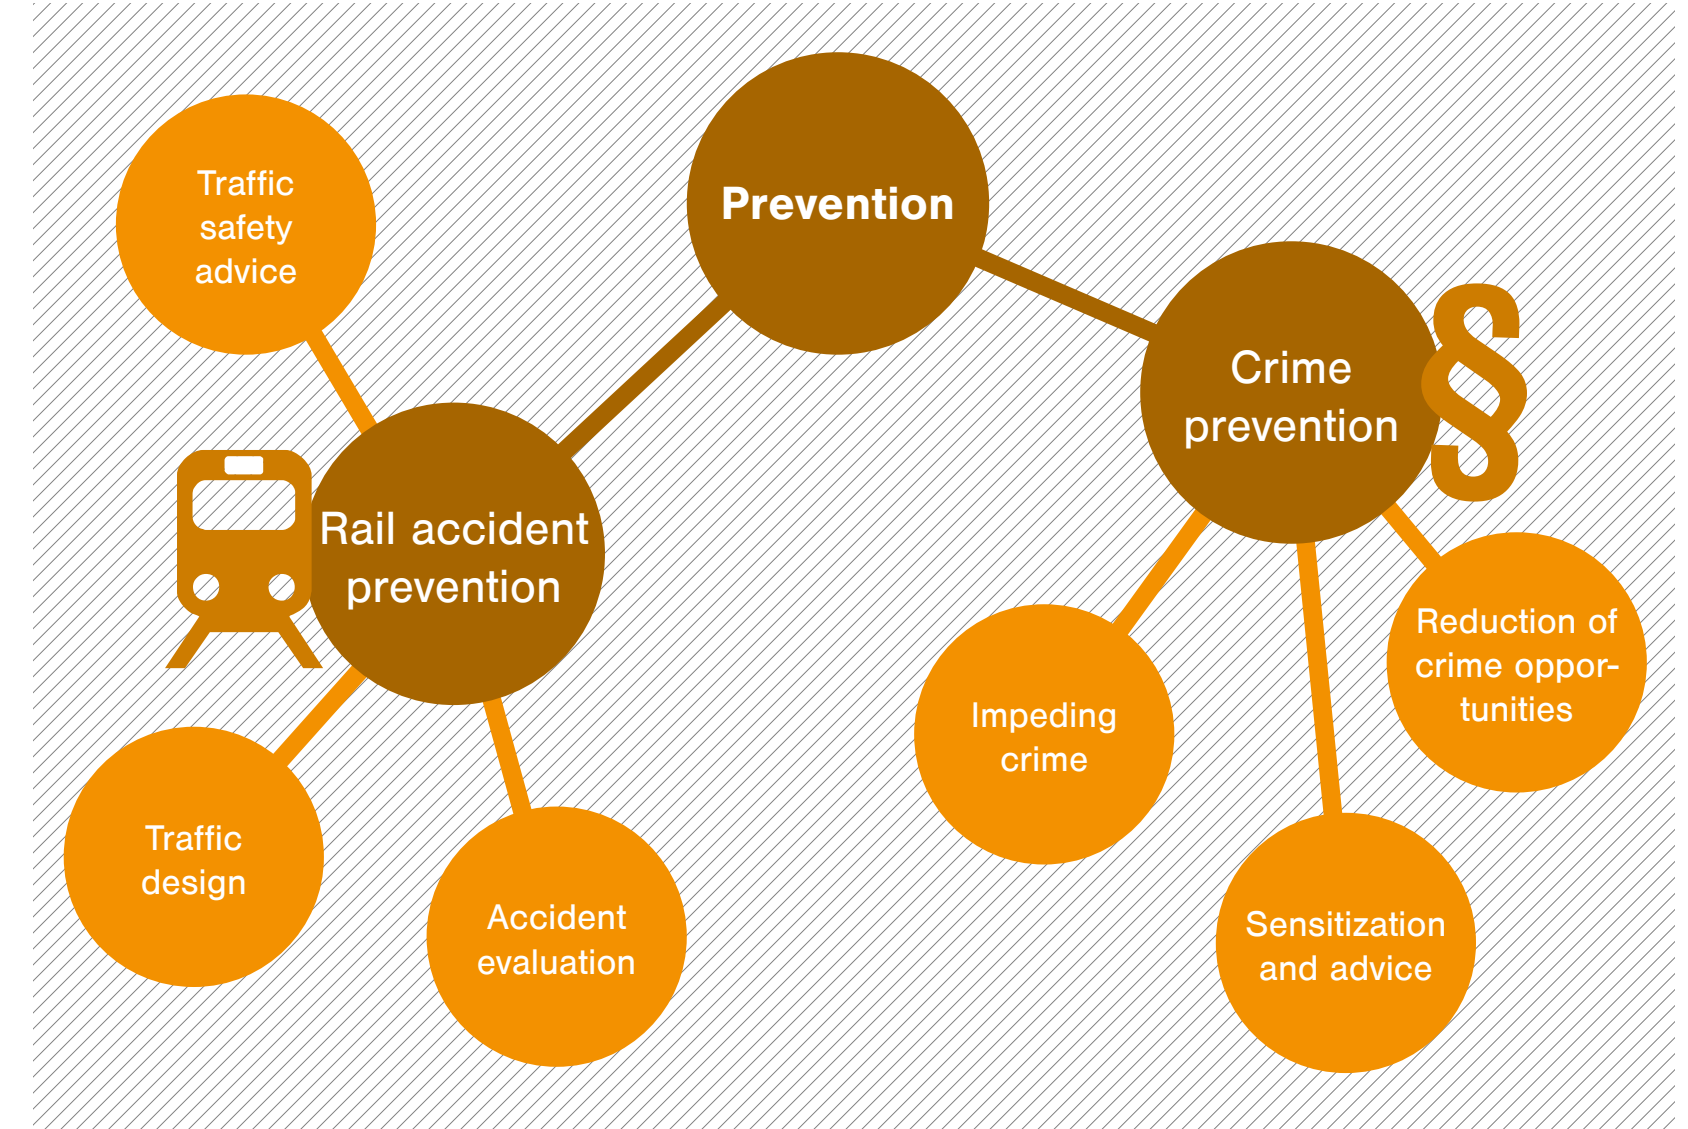 Prevention
Traffic
safety
advice
Rail accident
prevention
Traffic
design
Accident
evaluation
Crime
prevention
§
Impeding
crime
Sensitization
and advice
Reduction of
crime oppor-
tunities